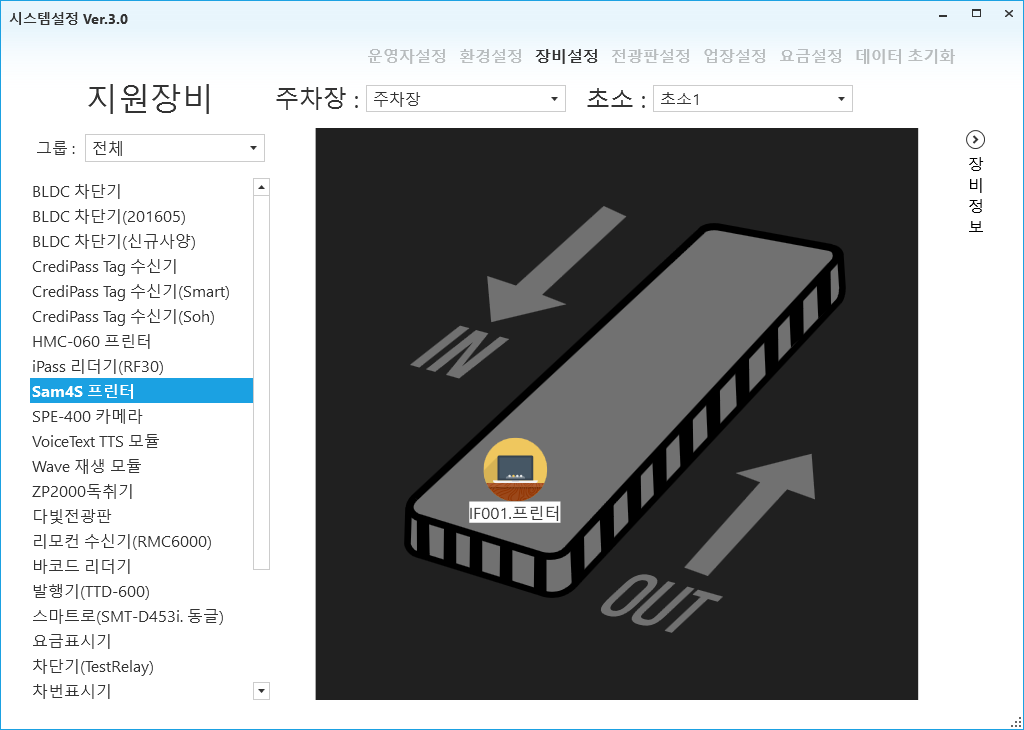 시스템설정 Ver.3.0
운영자설정 환경설정 장비설정 전광판설정 업장설정 요금설정 데이터 초기화
지원장비
주차장 : 주차장
초소 : 초소1
그룹 : 전체
BLDC 차단기
BLDC 차단기(201605)
BLDC 차단기(신규사양)
CrediPass Tag 수신기
CrediPass Tag 수신기(Smart)
CrediPass Tag 수신기(Soh)
HMC-060 프린터
iPass 리더기(RF30)
Sam4S 프린터
SPE-400 카메라
VoiceText TTS 모듈
Wave 재생 모듈
ZP2000독취기
다빛전광판
리모컨 수신기(RMC6000)
바코드 리더기
발행기(TTD-600)
스마트로(SMT-D453i. 동글)
요금표시기
차단기(TestRelay)
차번표시기
IN
IF001.프린터
OUT
장비정보